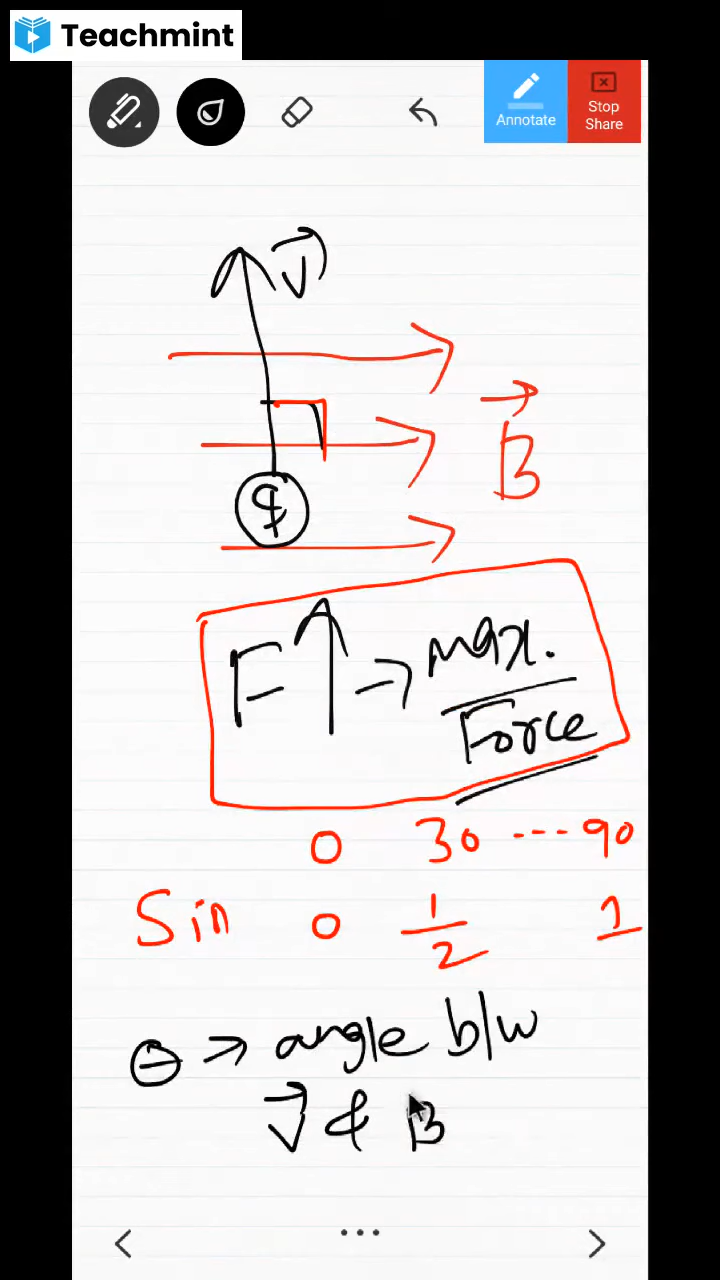 Teachmint
Annotate
Stop
Share
V
B
q
F↑ → max.
Force
0 30 --- 90
Sin 0 1/2 1
θ → angle b/w
V & B